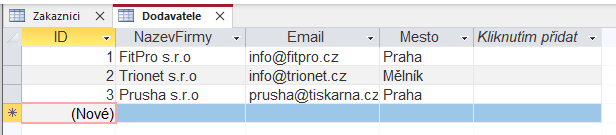 Zakaznici Dodavatele
ID NazevFirmy Email Mesto Kliknutím přidat
1 FitPro s.r.o info@fitpro.cz Praha
2 Trionet s.r.o info@trionet.cz Mělník
3 Prusha s.r.o prusha@tiskarna.cz Praha
(Nové)